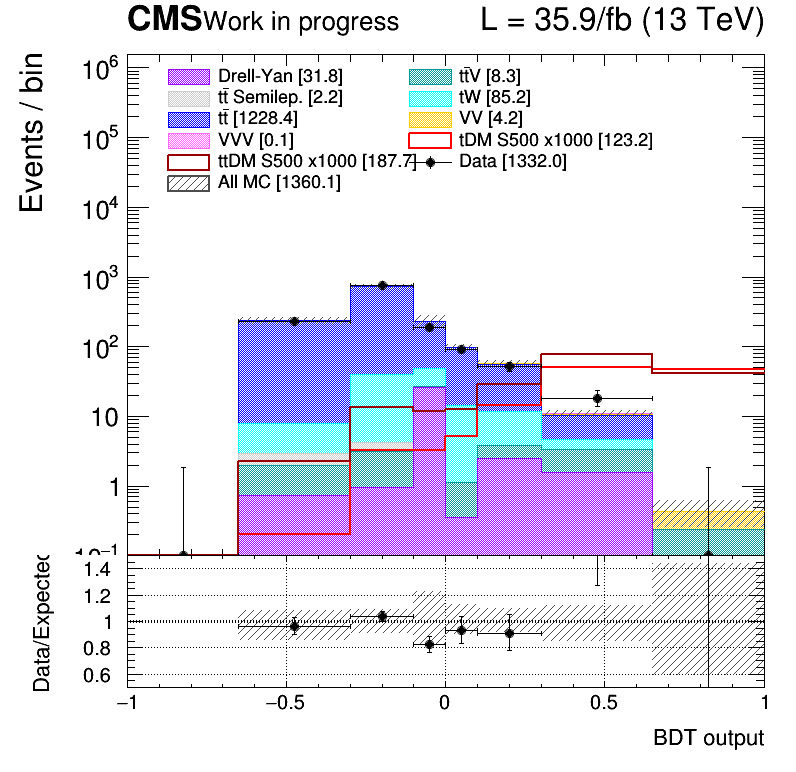 CMS Work in progress L = 35.9/fb (13 TeV)
Events / bin
Drell-Yan [31.8] tt̄V [8.3]
tt̄ Semilep. [2.2] tW [85.2]
tt̄ [1228.4] VV [4.2]
VVV [0.1] tDM S500 x1000 [123.2]
ttDM S500 x1000 [187.7] Data [1332.0]
All MC [1360.1]
10⁶
10⁵
10⁴
10³
10²
10
1
10⁻¹
Data/Expected
1.4
1.2
1
0.8
0.6
−1 −0.5 0 0.5 1
BDT output